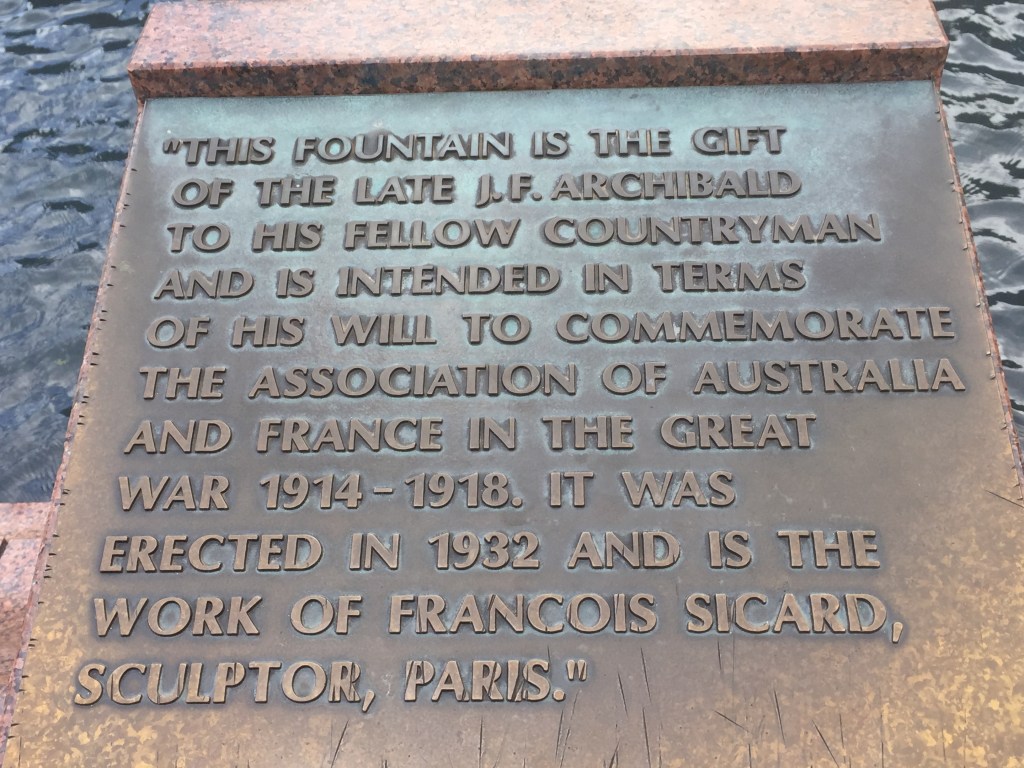 "THIS FOUNTAIN IS THE GIFT
OF THE LATE J.F. ARCHIBALD
TO HIS FELLOW COUNTRYMAN
AND IS INTENDED IN TERMS
OF HIS WILL TO COMMEMORATE
THE ASSOCIATION OF AUSTRALIA
AND FRANCE IN THE GREAT
WAR 1914-1918. IT WAS
ERECTED IN 1932 AND IS THE
WORK OF FRANCOIS SICARD,
SCULPTOR, PARIS."